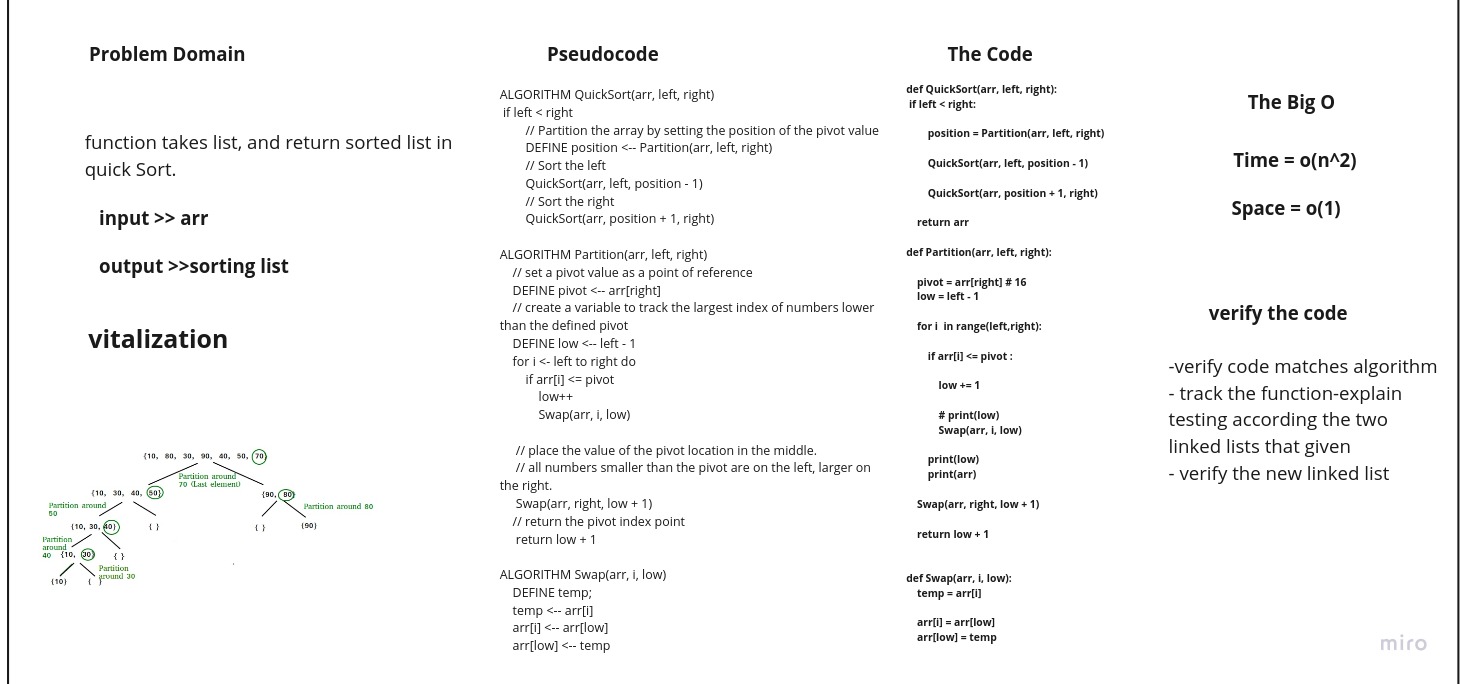 Problem Domain
function takes list, and return sorted list in
quick Sort.
input >> arr
output >>sorting list
vitalization
{10, 80, 30, 90, 40, 50, 70}
Partition around
70 (Last element)
{10, 30, 40, 50}
{90, 80}
Partition around
50
Partition around 80
{10, 30, 40}
{ }
{ }
{90}
Partition
around
40
{10, 30}
{ }
Partition
around 30
{10}
{ }
Pseudocode
ALGORITHM QuickSort(arr, left, right)
if left < right
// Partition the array by setting the position of the pivot value
DEFINE position <-- Partition(arr, left, right)
// Sort the left
QuickSort(arr, left, position - 1)
// Sort the right
QuickSort(arr, position + 1, right)
ALGORITHM Partition(arr, left, right)
// set a pivot value as a point of reference
DEFINE pivot <-- arr[right]
// create a variable to track the largest index of numbers lower
than the defined pivot
DEFINE low <-- left - 1
for i <- left to right do
if arr[i] <= pivot
low++
Swap(arr, i, low)
// place the value of the pivot location in the middle.
// all numbers smaller than the pivot are on the left, larger on
the right.
Swap(arr, right, low + 1)
// return the pivot index point
return low + 1
ALGORITHM Swap(arr, i, low)
DEFINE temp;
temp <-- arr[i]
arr[i] <-- arr[low]
arr[low] <-- temp
The Code
def QuickSort(arr, left, right):
if left < right:
position = Partition(arr, left, right)
QuickSort(arr, left, position - 1)
QuickSort(arr, position + 1, right)
return arr
def Partition(arr, left, right):
pivot = arr[right] # 16
low = left - 1
for i in range(left,right):
if arr[i] <= pivot :
low += 1
# print(low)
Swap(arr, i, low)
print(low)
print(arr)
Swap(arr, right, low + 1)
return low + 1
def Swap(arr, i, low):
temp = arr[i]
arr[i] = arr[low]
arr[low] = temp
The Big O
Time = o(n^2)
Space = o(1)
verify the code
-verify code matches algorithm
- track the function-explain
testing according the two
linked lists that given
- verify the new linked list
miro